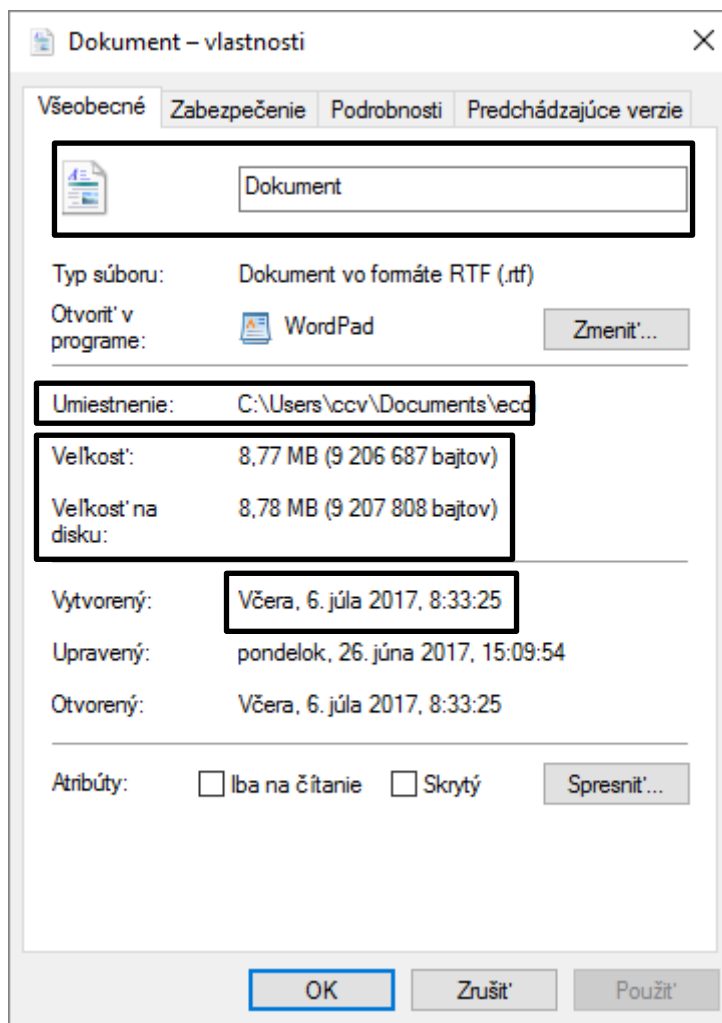 Dokument – vlastnosti
Všeobecné Zabezpečenie Podrobnosti Predchádzajúce verzie
Dokument
Typ súboru: Dokument vo formáte RTF (.rtf)
Otvoriť v programe: WordPad Zmeniť...
Umiestnenie: C:\Users\ccv\Documents\ecdl
Veľkosť: 8,77 MB (9 206 687 bajtov)
Veľkosť na disku: 8,78 MB (9 207 808 bajtov)
Vytvorený: Včera, 6. júla 2017, 8:33:25
Upravený: pondelok, 26. júna 2017, 15:09:54
Otvorený: Včera, 6. júla 2017, 8:33:25
Atribúty: Iba na čítanie Skrytý Spresniť...
OK Zrušiť Použiť